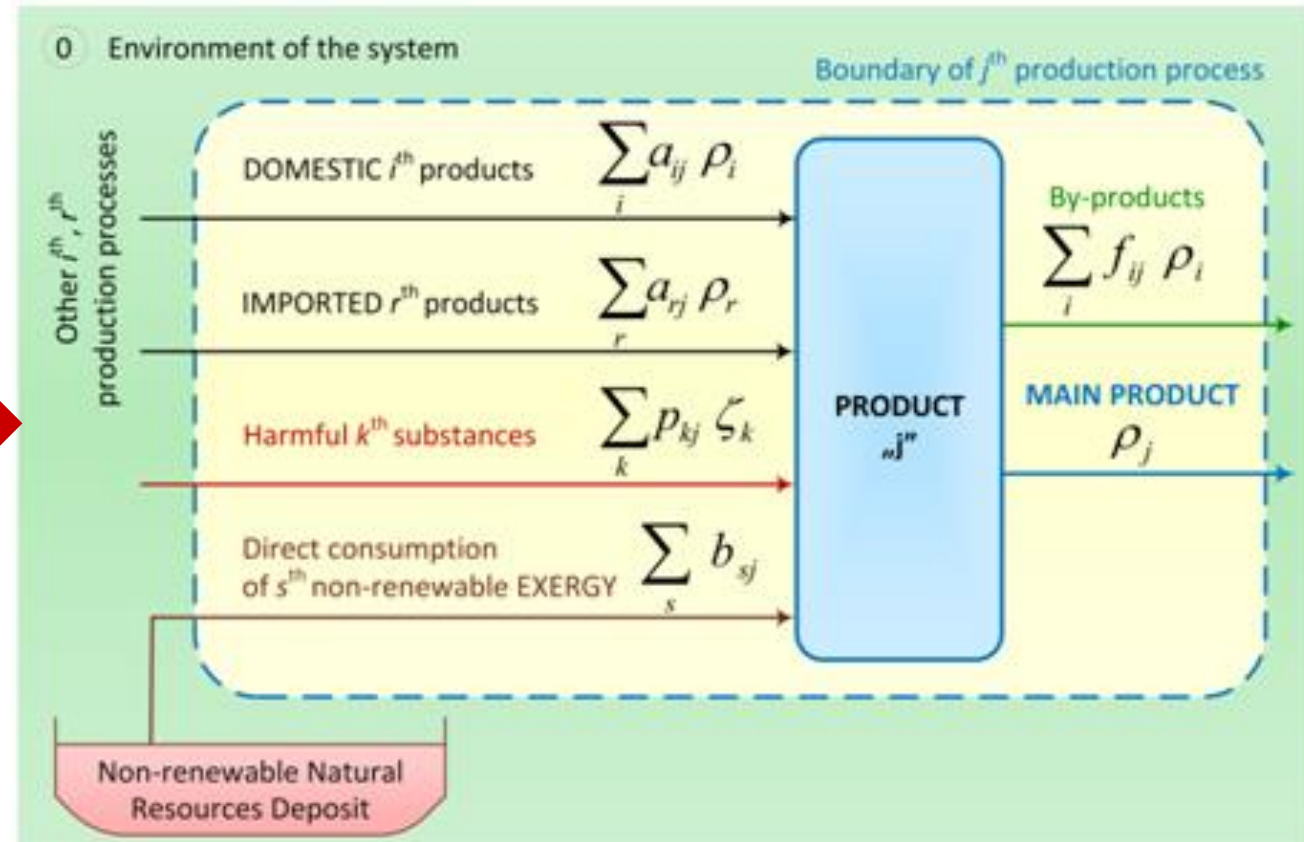 0 Environment of the system
Boundary of jᵗʰ production process
Other iᵗʰ, rᵗʰ
production processes
DOMESTIC iᵗʰ products
∑ᵢ aᵢⱼ ρᵢ
IMPORTED rᵗʰ products
∑ᵣ aᵣⱼ ρᵣ
Harmful kᵗʰ substances
∑ₖ pₖⱼ ζₖ
Direct consumption
of sᵗʰ non-renewable EXERGY
∑ₛ bₛⱼ
PRODUCT
„j”
By-products
∑ᵢ fᵢⱼ ρᵢ
MAIN PRODUCT
ρⱼ
Non-renewable Natural
Resources Deposit